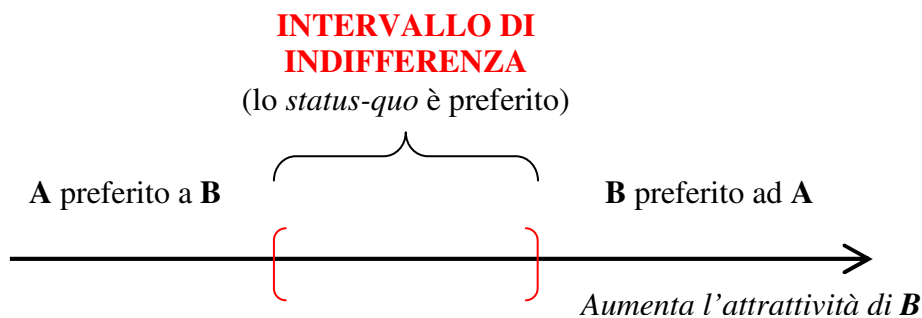 INTERVALLO DI
INDIFFERENZA
(lo status-quo è preferito)
A preferito a B
B preferito ad A
Aumenta l'attrattività di B